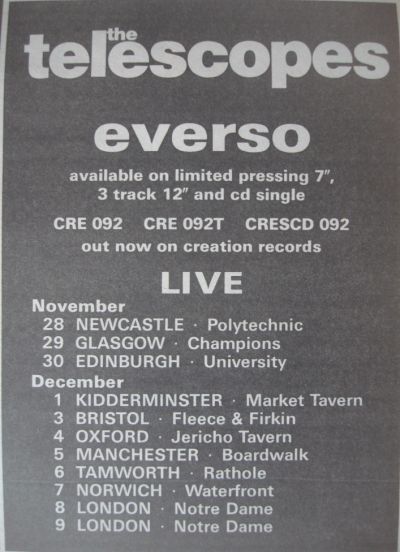 the
telescopes
everso
available on limited pressing 7",
3 track 12" and cd single
CRE 092 CRE 092T CRESCD 092
out now on creation records
LIVE
November
28 NEWCASTLE · Polytechnic
29 GLASGOW · Champions
30 EDINBURGH · University
December
1 KIDDERMINSTER · Market Tavern
3 BRISTOL · Fleece & Firkin
4 OXFORD · Jericho Tavern
5 MANCHESTER · Boardwalk
6 TAMWORTH · Rathole
7 NORWICH · Waterfront
8 LONDON · Notre Dame
9 LONDON · Notre Dame